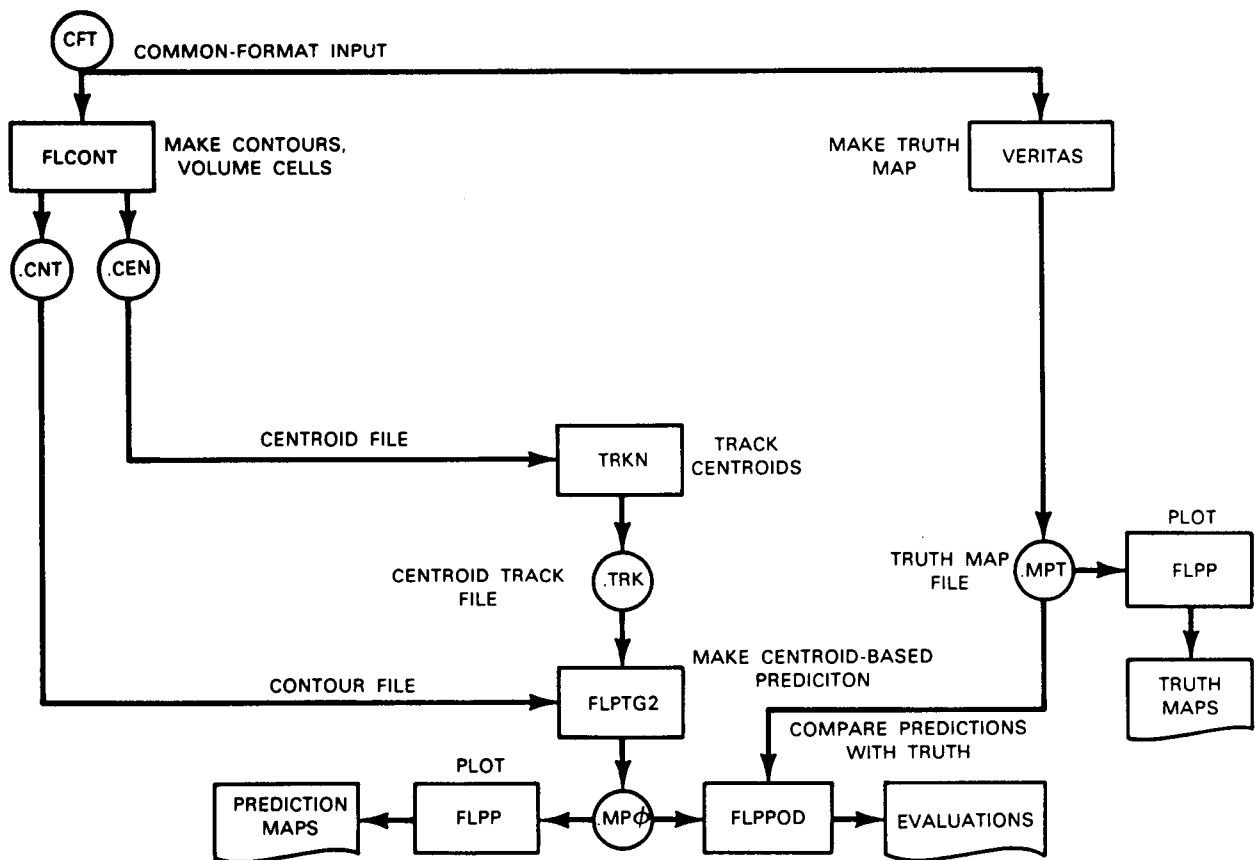 CFT
COMMON-FORMAT INPUT
FLCONT
MAKE CONTOURS,
VOLUME CELLS
MAKE TRUTH
MAP
VERITAS
.CNT
.CEN
CENTROID FILE
TRKN
TRACK
CENTROIDS
CENTROID TRACK
FILE
.TRK
TRUTH MAP
FILE
.MPT
PLOT
FLPP
TRUTH
MAPS
CONTOUR FILE
FLPTG2
MAKE CENTROID-BASED
PREDICITON
COMPARE PREDICTIONS
WITH TRUTH
PREDICTION
MAPS
PLOT
FLPP
.MPϕ
FLPPOD
EVALUATIONS